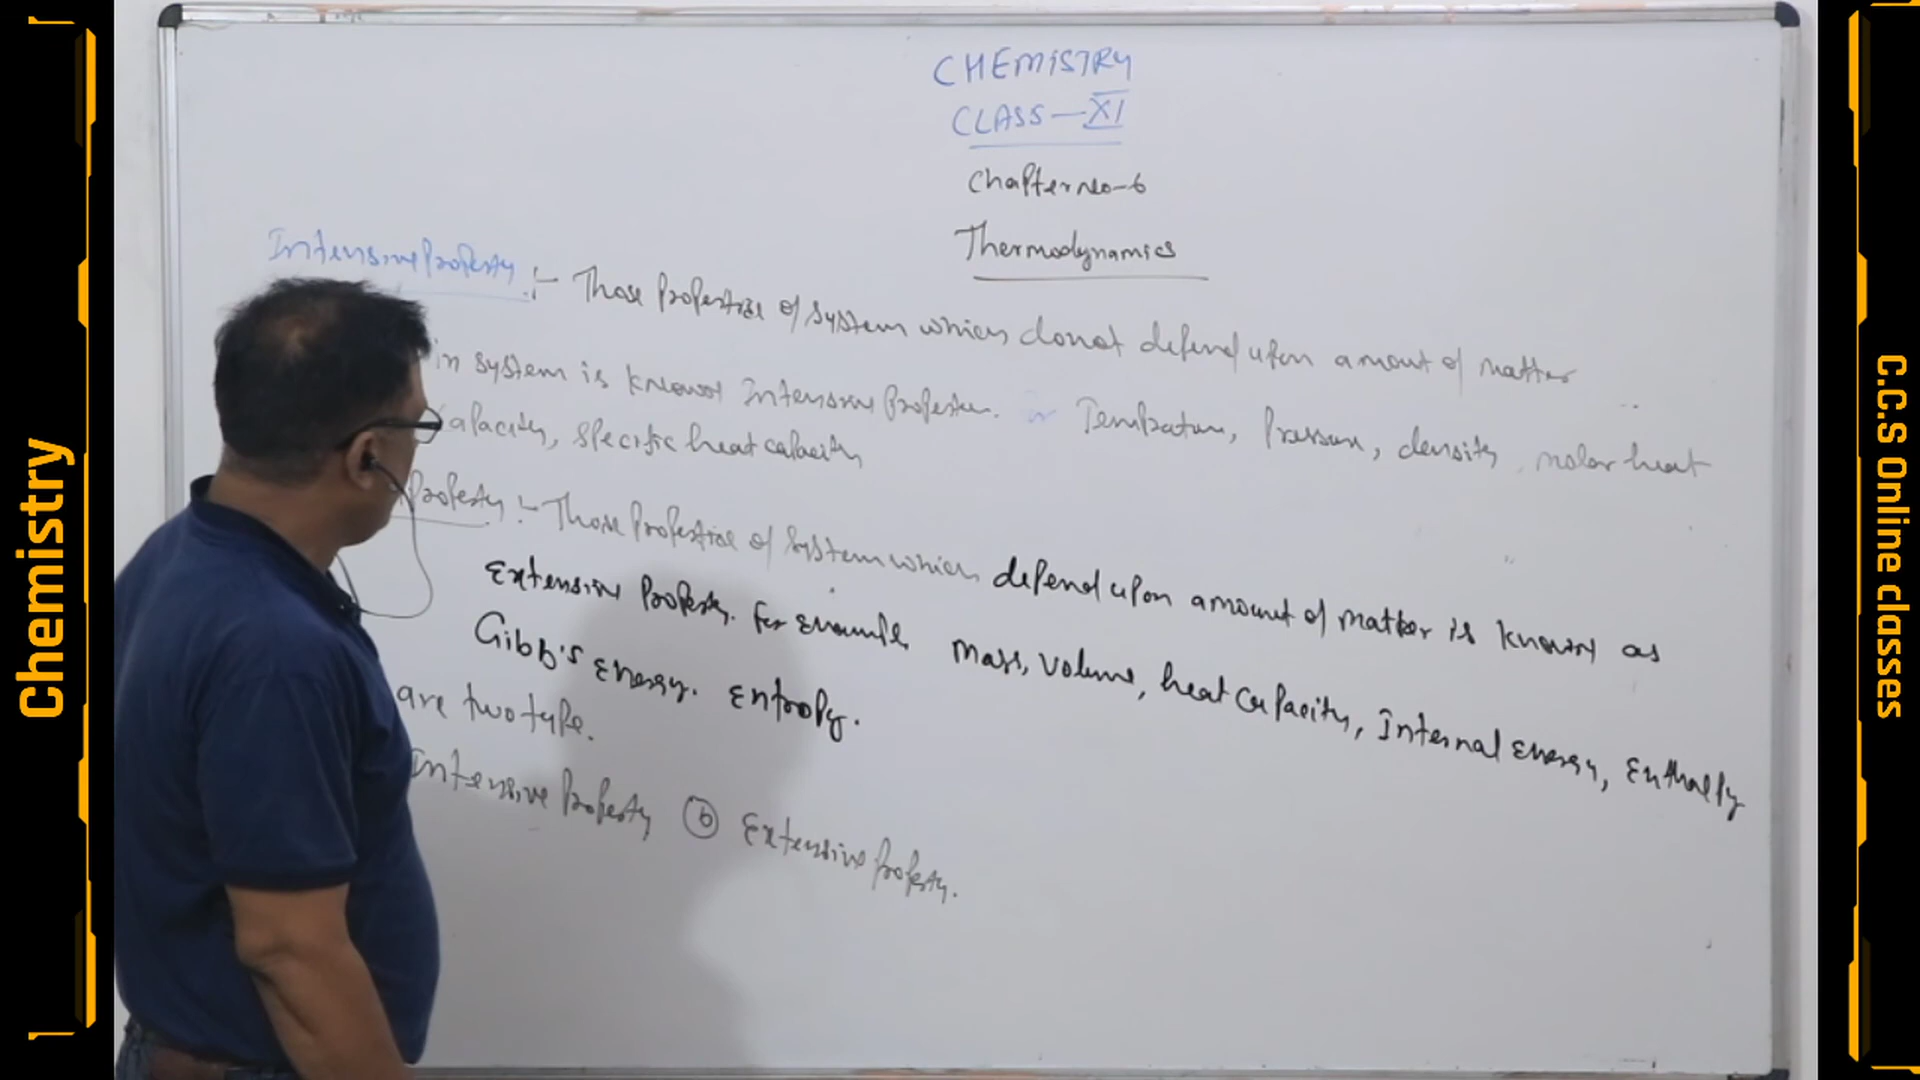 Chemistry
CHEMISTRY
CLASS — XI
Chapter no-6
Thermodynamics
Intensive Property :- Those Properties of system which donot depend upon amount of matter
in system is known Intensive Properties. Temperature, Pressure, density, molar heat
capacity, specific heat capacity
Property :- Those Properties of system which depend upon amount of matter is known as
Extensive Property. For example Mass, Volume, heat capacity, Internal energy, Enthalpy
Gibb's energy. Entropy.
are two type.
Intensive Property (b) Extensive Property.
C.C.S Online classes